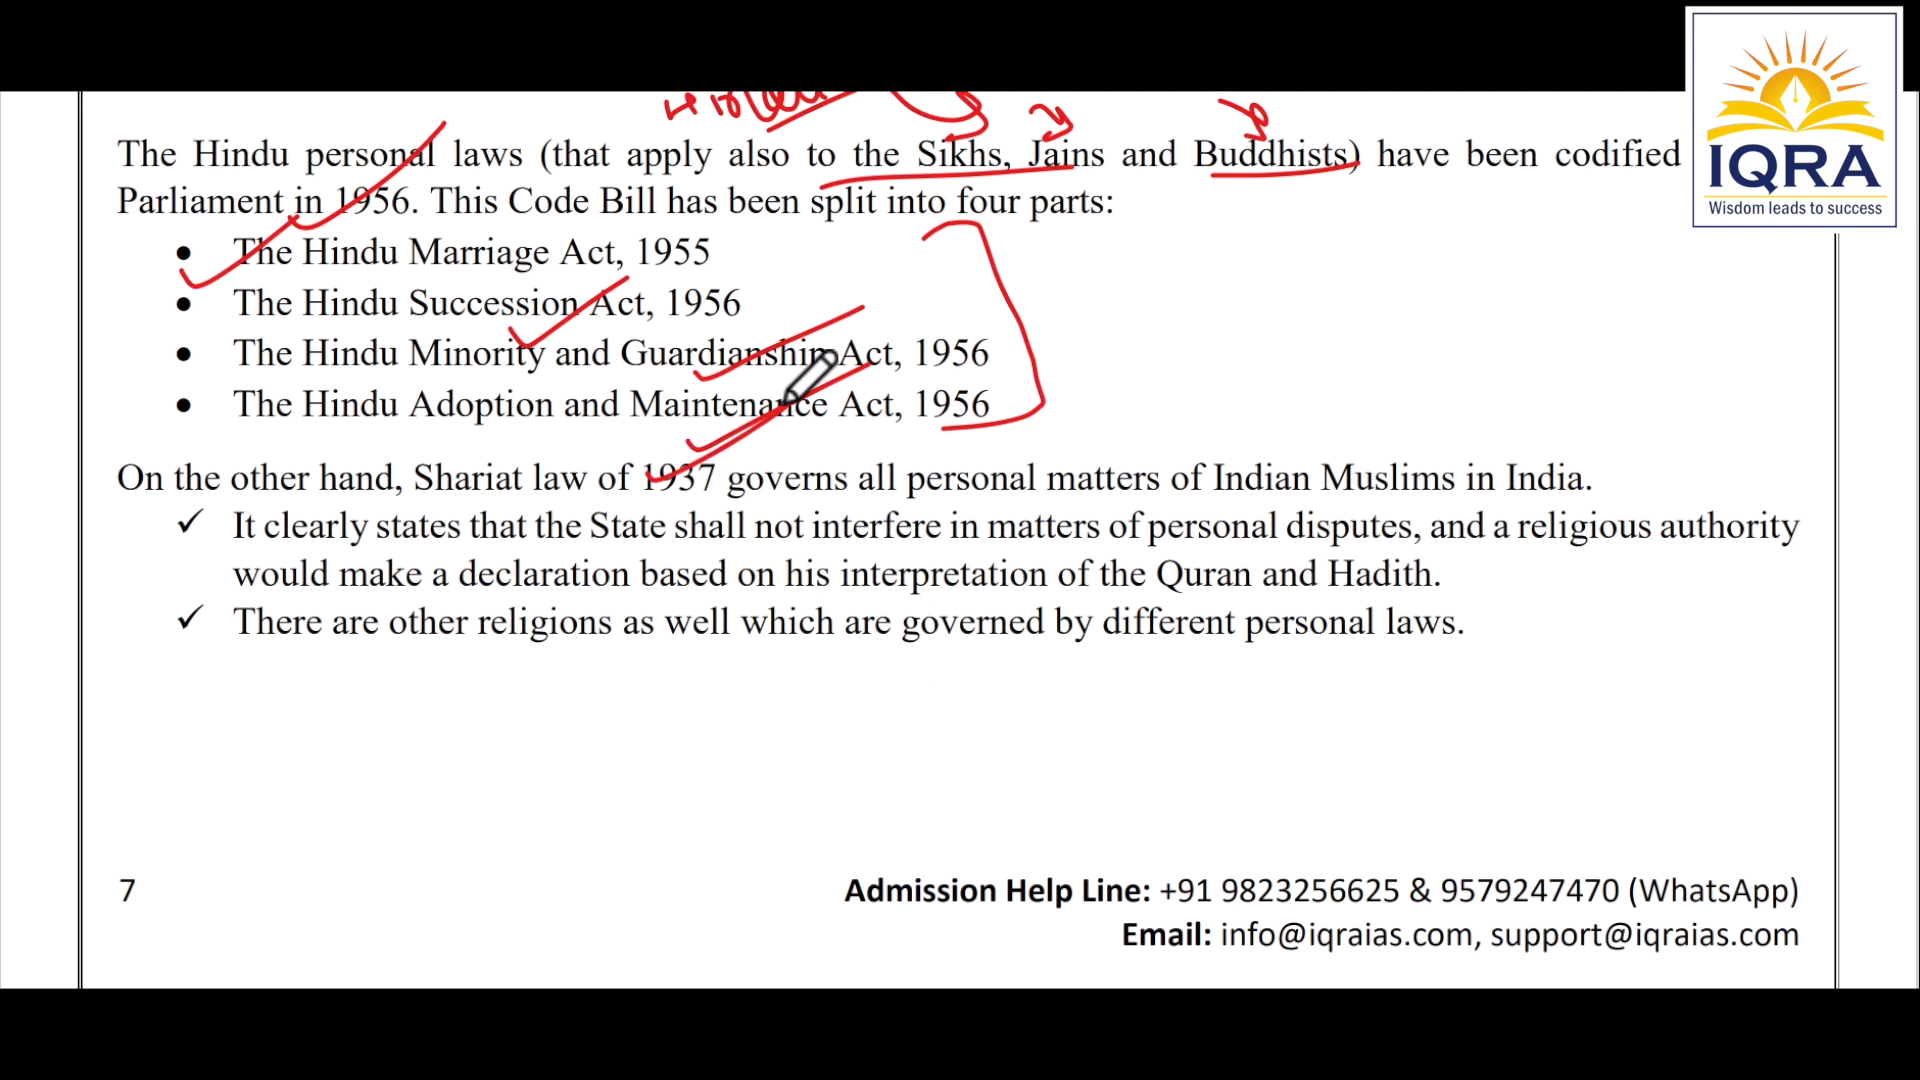 The Hindu personal laws (that apply also to the Sikhs, Jains and Buddhists) have been codified
Parliament in 1956. This Code Bill has been split into four parts:
• The Hindu Marriage Act, 1955
• The Hindu Succession Act, 1956
• The Hindu Minority and Guardianship Act, 1956
• The Hindu Adoption and Maintenance Act, 1956
On the other hand, Shariat law of 1937 governs all personal matters of Indian Muslims in India.
✓ It clearly states that the State shall not interfere in matters of personal disputes, and a religious authority
would make a declaration based on his interpretation of the Quran and Hadith.
✓ There are other religions as well which are governed by different personal laws.
7
Admission Help Line: +91 9823256625 & 9579247470 (WhatsApp)
Email: info@iqraias.com, support@iqraias.com
IQRA
Wisdom leads to success